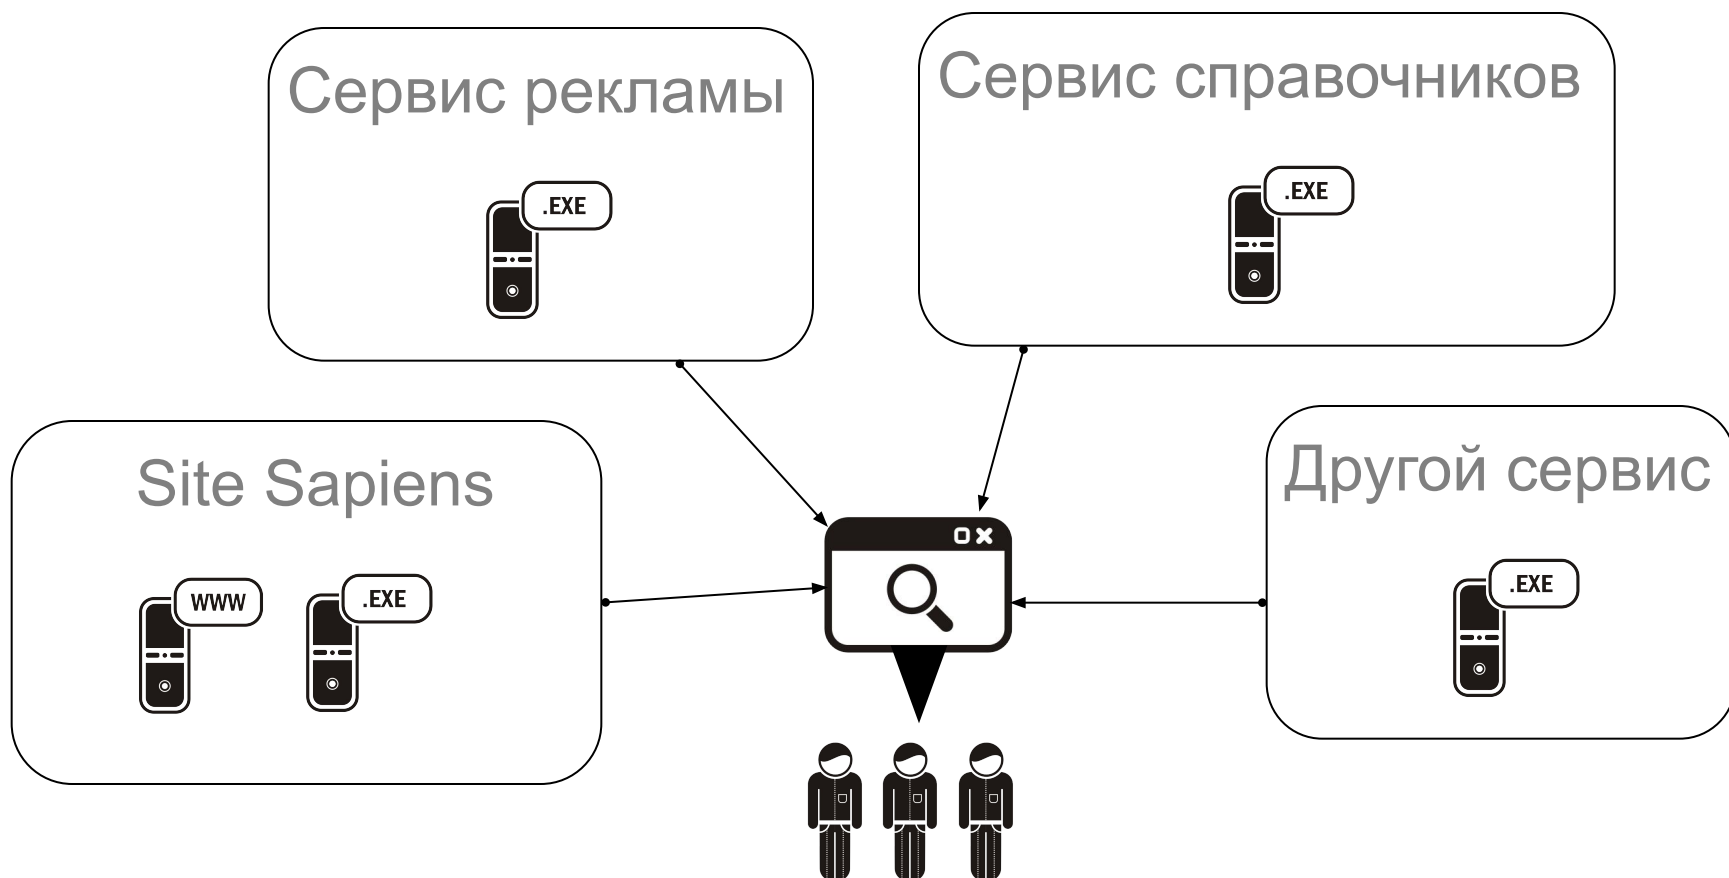 Сервис рекламы
.EXE
Сервис справочников
.EXE
Site Sapiens
WWW
.EXE
Другой сервис
.EXE